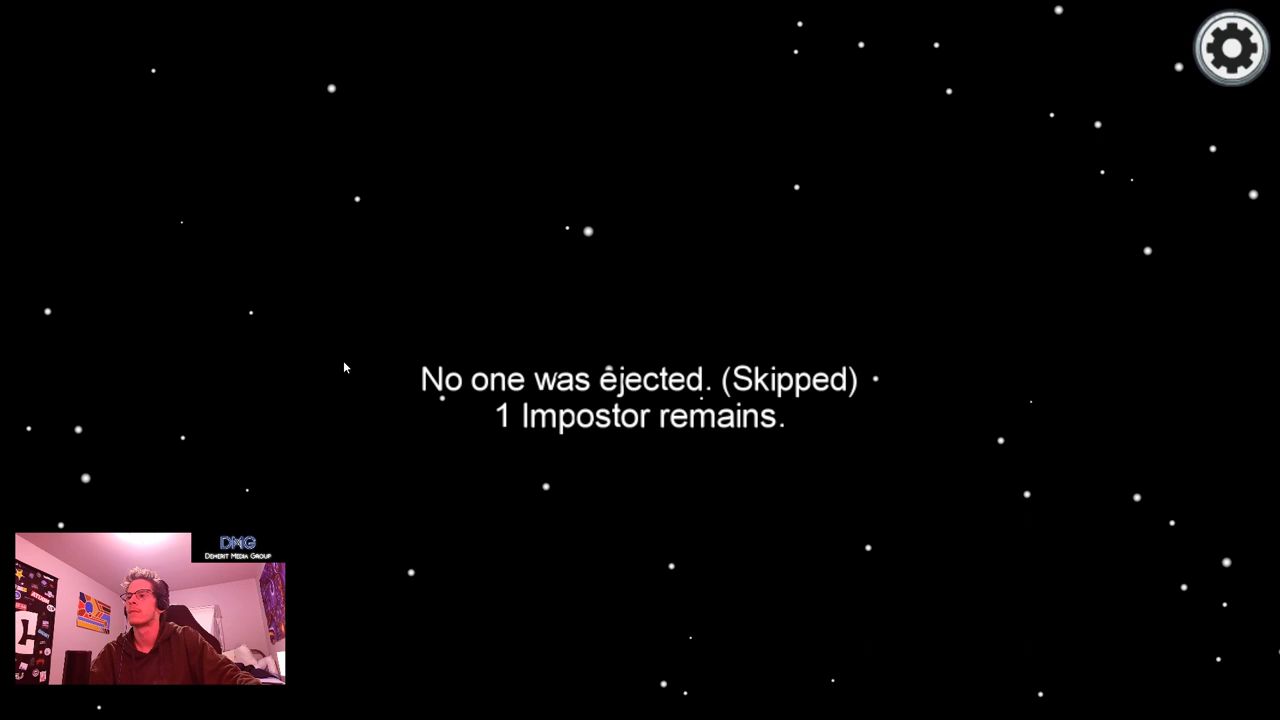 No one was ejected. (Skipped)
1 Impostor remains.
DMG
Demerit Media Group